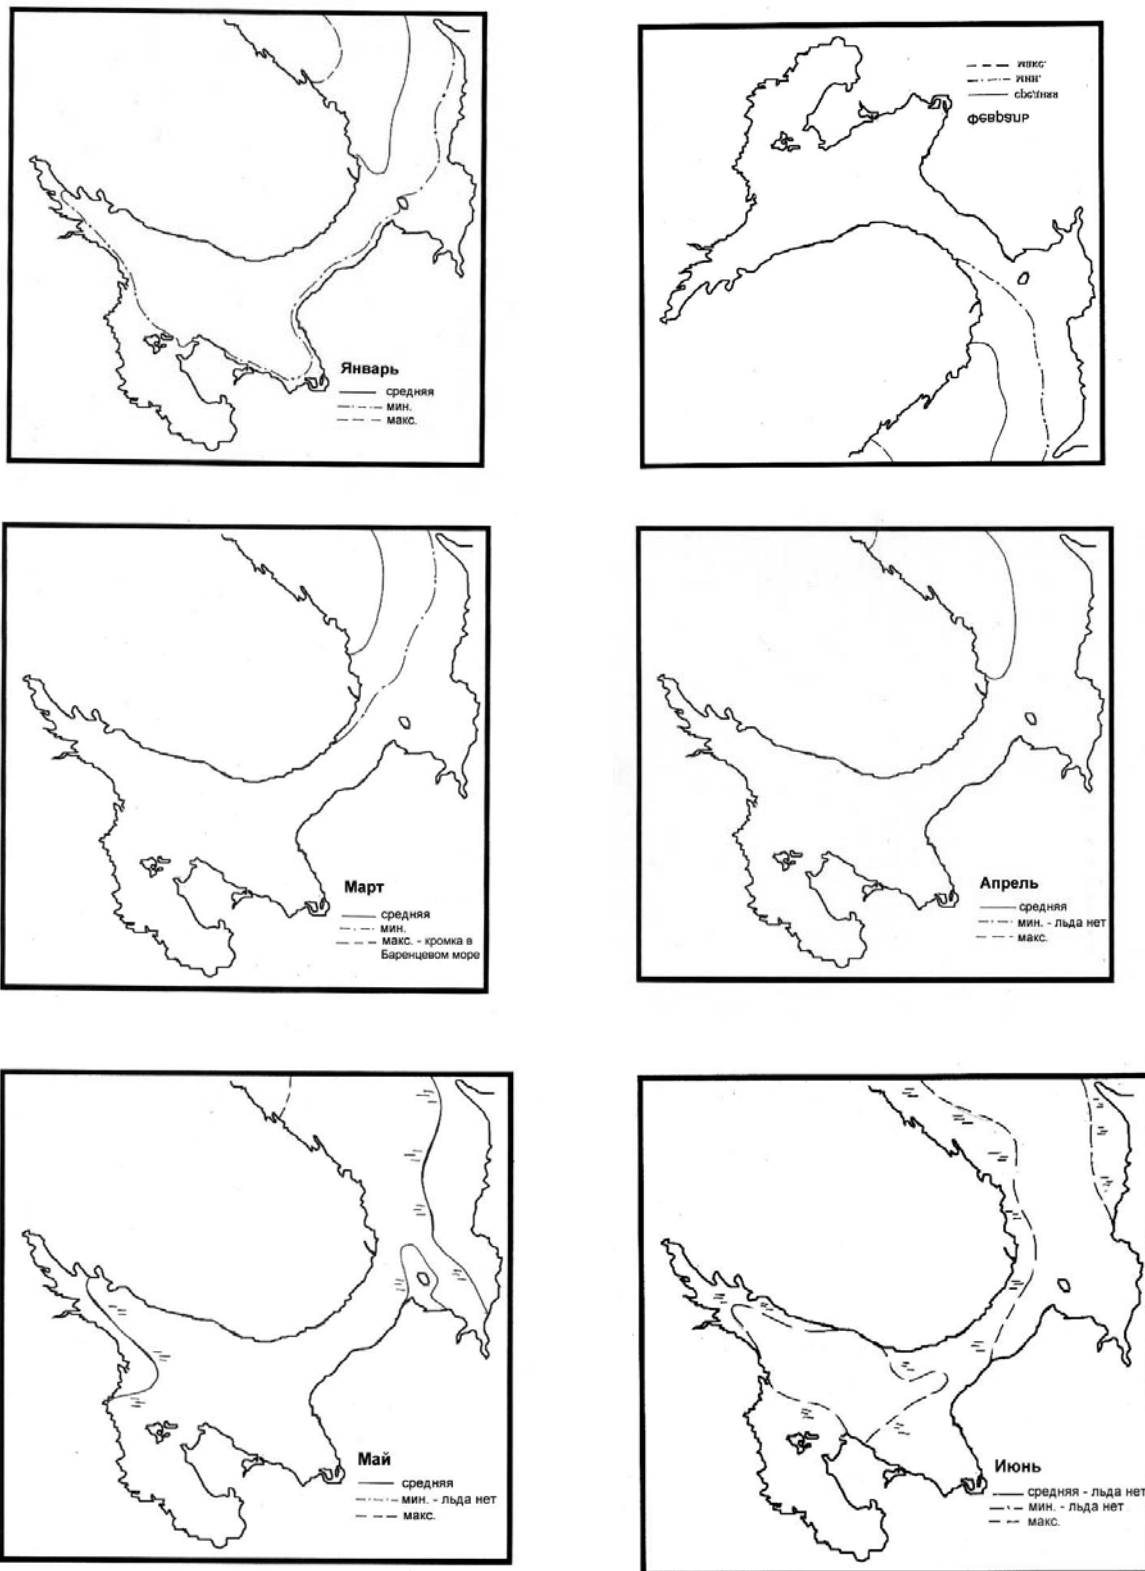 Январь
средняя
мин.
макс.
макс.
мин.
средняя
Февраль
Март
средняя
мин.
макс. - кромка в
Баренцевом море
Апрель
средняя
мин. - льда нет
макс.
Май
средняя
мин. - льда нет
макс.
Июнь
средняя - льда нет
мин. - льда нет
макс.